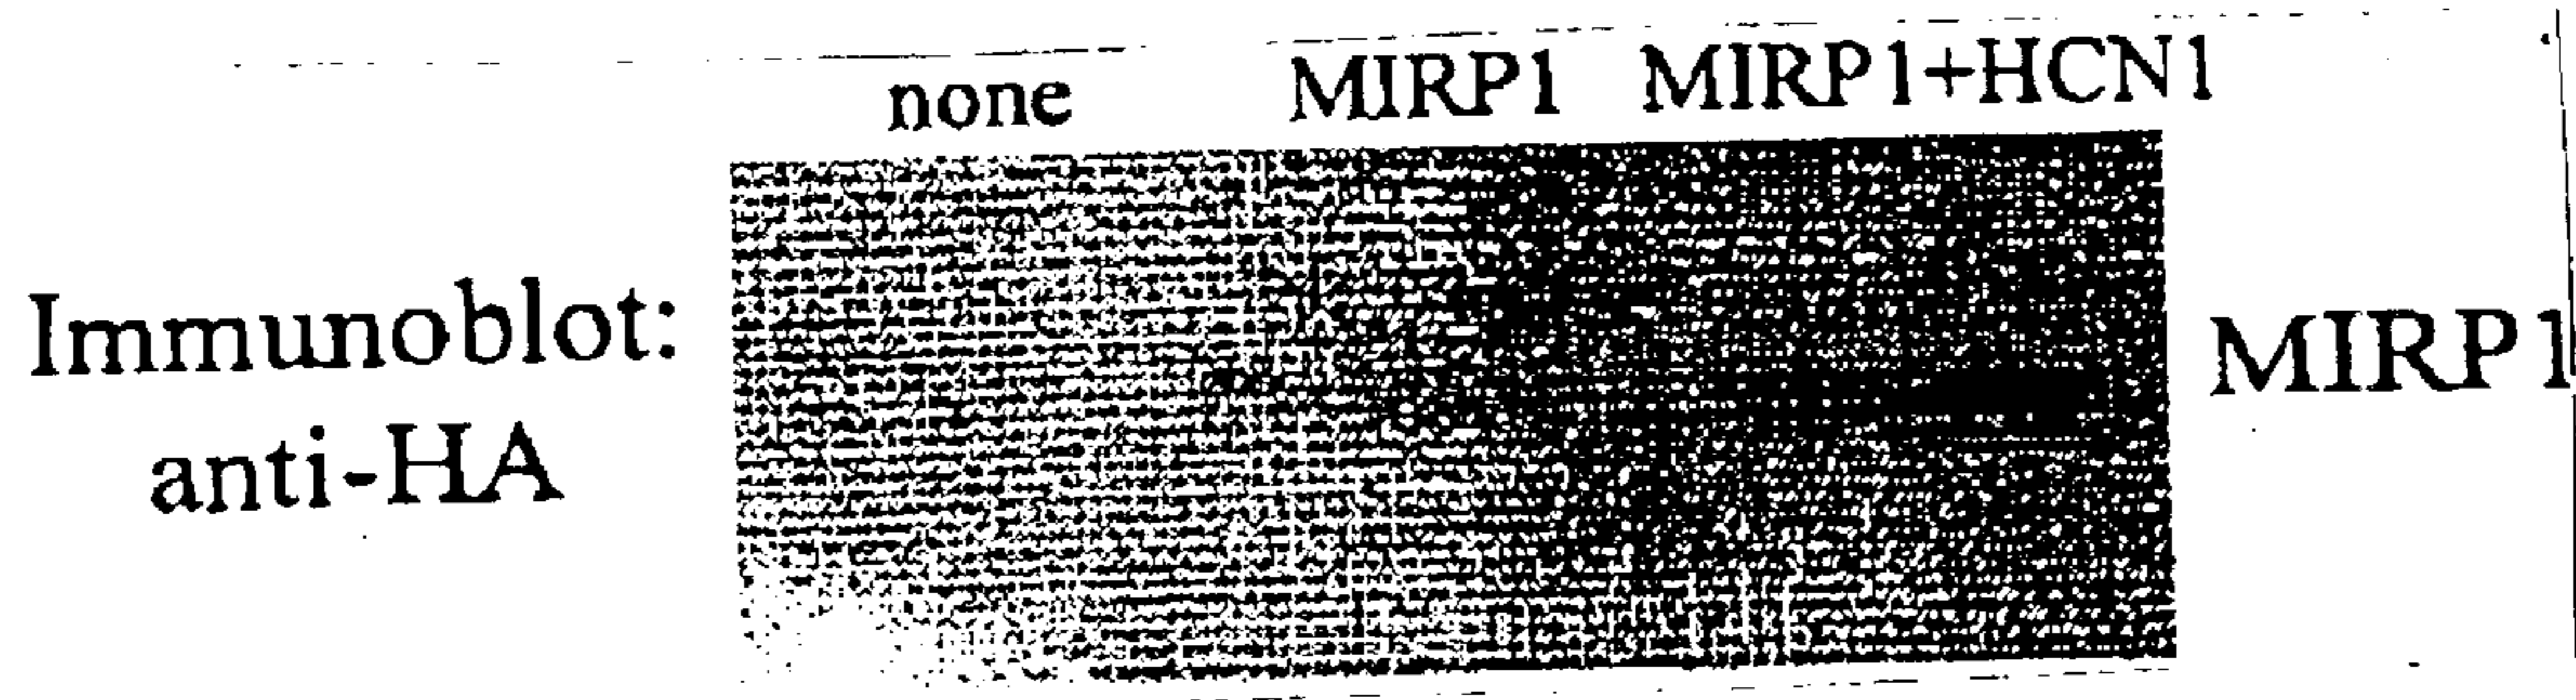 none MIRP1 MIRP1+HCN1
Immunoblot:
anti-HA
MIRP1